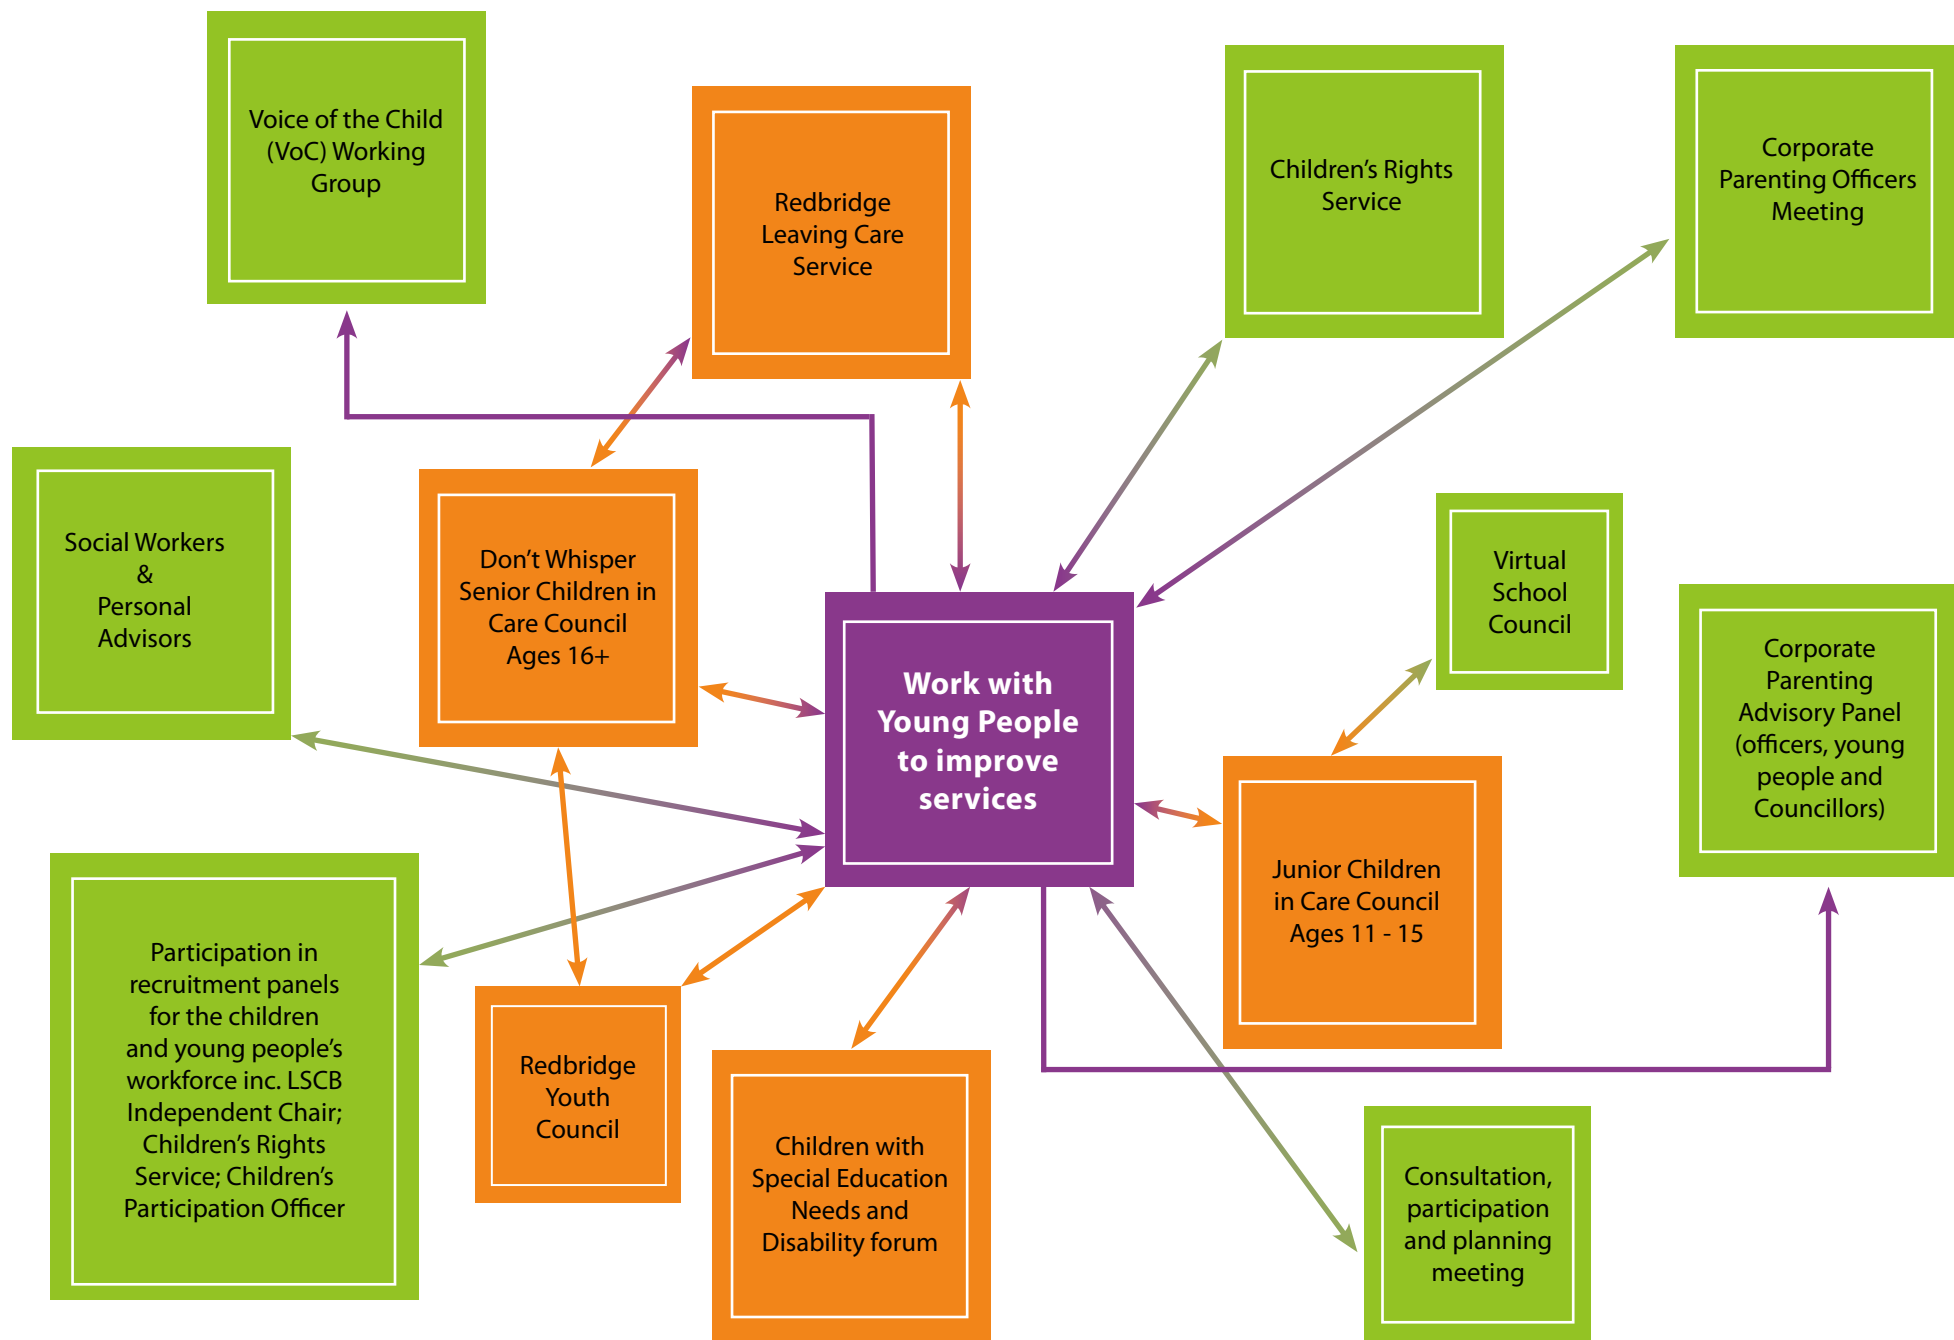 Voice of the Child
(VoC) Working
Group
Redbridge
Leaving Care
Service
Children’s Rights
Service
Corporate
Parenting Officers
Meeting
Social Workers
&
Personal
Advisors
Don’t Whisper
Senior Children in
Care Council
Ages 16+
Work with
Young People
to improve
services
Virtual
School
Council
Corporate
Parenting
Advisory Panel
(officers, young
people and
Councillors)
Junior Children
in Care Council
Ages 11 - 15
Participation in
recruitment panels
for the children
and young people’s
workforce inc. LSCB
Independent Chair;
Children’s Rights
Service; Children’s
Participation Officer
Redbridge
Youth
Council
Children with
Special Education
Needs and
Disability forum
Consultation,
participation
and planning
meeting